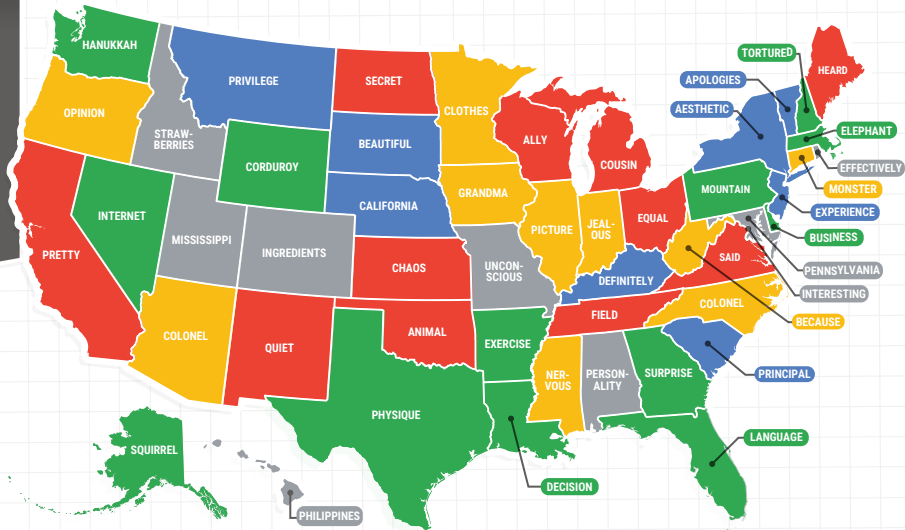 HANUKKAH
TORTURED
HEARD
PRIVILEGE
SECRET
APOLOGIES
OPINION
CLOTHES
AESTHETIC
STRAW-
BERRIES
BEAUTIFUL
ALLY
ELEPHANT
CORDUROY
COUSIN
EFFECTIVELY
MOUNTAIN
MONSTER
GRANDMA
CALIFORNIA
INTERNET
EXPERIENCE
MISSISSIPPI
PICTURE
JEAL-
OUS
EQUAL
BUSINESS
PRETTY
INGREDIENTS
SAID
CHAOS
UNCON-
SCIOUS
PENNSYLVANIA
DEFINITELY
INTERESTING
COLONEL
FIELD
BECAUSE
COLONEL
ANIMAL
QUIET
EXERCISE
NER-
VOUS
PERSON-
ALITY
SURPRISE
PRINCIPAL
PHYSIQUE
LANGUAGE
SQUIRREL
DECISION
PHILIPPINES